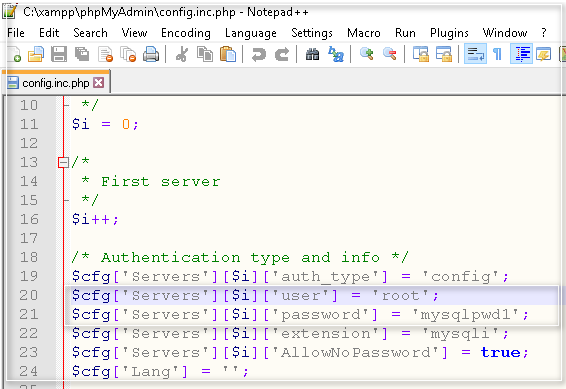 C:\xampp\phpMyAdmin\config.inc.php - Notepad++
File Edit Search View Encoding Language Settings Macro Run Plugins Window ?
config.inc.php
10 */
11 $i = 0;
12
13 /*
14 * First server
15 */
16 $i++;
17
18 /* Authentication type and info */
19 $cfg['Servers'][$i]['auth_type'] = 'config';
20 $cfg['Servers'][$i]['user'] = 'root';
21 $cfg['Servers'][$i]['password'] = 'mysqlpwd1';
22 $cfg['Servers'][$i]['extension'] = 'mysqli';
23 $cfg['Servers'][$i]['AllowNoPassword'] = true;
24 $cfg['Lang'] = '';